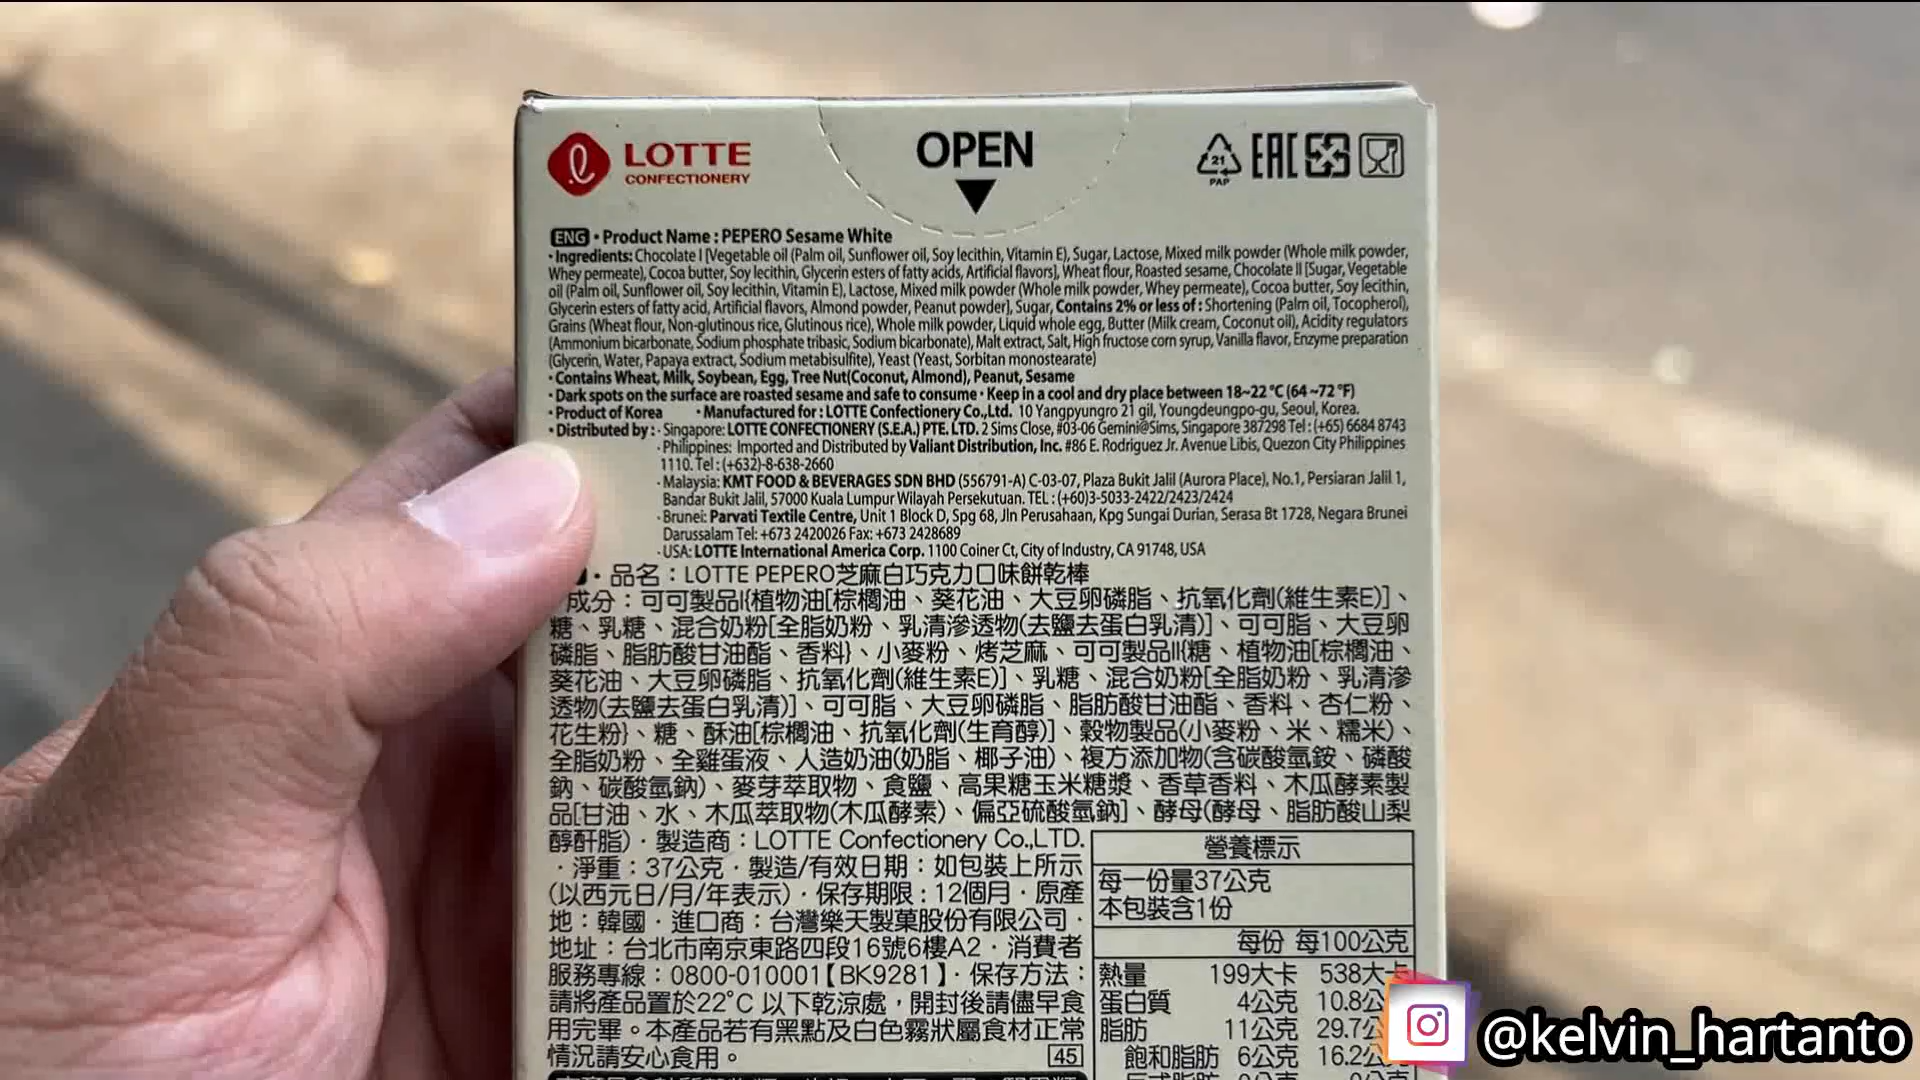 LOTTE
CONFECTIONERY
OPEN
21
PAP
EAC
ENG • Product Name : PEPERO Sesame White
• Ingredients: Chocolate I [Vegetable oil (Palm oil, Sunflower oil, Soy lecithin, Vitamin E), Sugar, Lactose, Mixed milk powder (Whole milk powder,
Whey permeate), Cocoa butter, Soy lecithin, Glycerin esters of fatty acids, Artificial flavors], Wheat flour, Roasted sesame, Chocolate II [Sugar, Vegetable
oil (Palm oil, Sunflower oil, Soy lecithin, Vitamin E), Lactose, Mixed milk powder (Whole milk powder, Whey permeate), Cocoa butter, Soy lecithin,
Glycerin esters of fatty acid, Artificial flavors, Almond powder, Peanut powder], Sugar, Contains 2% or less of : Shortening (Palm oil, Tocopherol),
Grains (Wheat flour, Non-glutinous rice, Glutinous rice), Whole milk powder, Liquid whole egg, Butter (Milk cream, Coconut oil), Acidity regulators
(Ammonium bicarbonate, Sodium phosphate tribasic, Sodium bicarbonate), Malt extract, Salt, High fructose corn syrup, Vanilla flavor, Enzyme preparation
(Glycerin, Water, Papaya extract, Sodium metabisulfite), Yeast (Yeast, Sorbitan monostearate)
• Contains Wheat, Milk, Soybean, Egg, Tree Nut(Coconut, Almond), Peanut, Sesame
• Dark spots on the surface are roasted sesame and safe to consume • Keep in a cool and dry place between 18~22 °C (64 ~72 °F)
• Product of Korea • Manufactured for : LOTTE Confectionery Co., Ltd. 10 Yangpyungro 21 gil, Youngdeungpo-gu, Seoul, Korea.
• Distributed by : · Singapore: LOTTE CONFECTIONERY (S.E.A.) PTE. LTD. 2 Sims Close, #03-06 Gemini@Sims, Singapore 387298 Tel : (+65) 6684 8743
· Philippines: Imported and Distributed by Valiant Distribution, Inc. #86 E. Rodriguez Jr. Avenue Libis, Quezon City Philippines
1110. Tel : (+632)-8-638-2660
· Malaysia: KMT FOOD & BEVERAGES SDN BHD (556791-A) C-03-07, Plaza Bukit Jalil (Aurora Place), No.1, Persiaran Jalil 1,
Bandar Bukit Jalil, 57000 Kuala Lumpur Wilayah Persekutuan. TEL : (+60)3-5033-2422/2423/2424
· Brunei: Parvati Textile Centre, Unit 1 Block D, Spg 68, Jln Perusahaan, Kpg Sungai Durian, Serasa Bt 1728, Negara Brunei
Darussalam Tel: +673 2420026 Fax: +673 2428689
· USA: LOTTE International America Corp. 1100 Coiner Ct, City of Industry, CA 91748, USA
· 品名：LOTTE PEPERO芝麻白巧克力口味餅乾棒
成分：可可製品I{植物油[棕櫚油、葵花油、大豆卵磷脂、抗氧化劑(維生素E)]、
糖、乳糖、混合奶粉[全脂奶粉、乳清滲透物(去鹽去蛋白乳清)]、可可脂、大豆卵
磷脂、脂肪酸甘油酯、香料}、小麥粉、烤芝麻、可可製品II{糖、植物油[棕櫚油、
葵花油、大豆卵磷脂、抗氧化劑(維生素E)]、乳糖、混合奶粉[全脂奶粉、乳清滲
透物(去鹽去蛋白乳清)]、可可脂、大豆卵磷脂、脂肪酸甘油酯、香料、杏仁粉、
花生粉}、糖、酥油[棕櫚油、抗氧化劑(生育醇)]、穀物製品(小麥粉、米、糯米)、
全脂奶粉、全雞蛋液、人造奶油(奶脂、椰子油)、複方添加物(含碳酸氫銨、磷酸
鈉、碳酸氫鈉)、麥芽萃取物、食鹽、高果糖玉米糖漿、香草香料、木瓜酵素製
品[甘油、水、木瓜萃取物(木瓜酵素)、偏亞硫酸氫鈉]、酵母(酵母、脂肪酸山梨
醇酐脂)．製造商：LOTTE Confectionery Co.,LTD.
．淨重：37公克．製造/有效日期：如包裝上所示
(以西元日/月/年表示)．保存期限：12個月．原產
地：韓國．進口商：台灣樂天製菓股份有限公司．
地址：台北市南京東路四段16號6樓A2．消費者
服務專線：0800-010001【BK9281】．保存方法：
請將產品置於22°C 以下乾涼處，開封後請儘早食
用完畢。本產品若有黑點及白色霧狀屬食材正常
情況請安心食用。 45
營養標示
每一份量37公克
本包裝含1份
每份 每100公克
熱量 199大卡 538大卡
蛋白質 4公克 10.8公
脂肪 11公克 29.7公
飽和脂肪 6公克 16.2公
@kelvin_hartanto